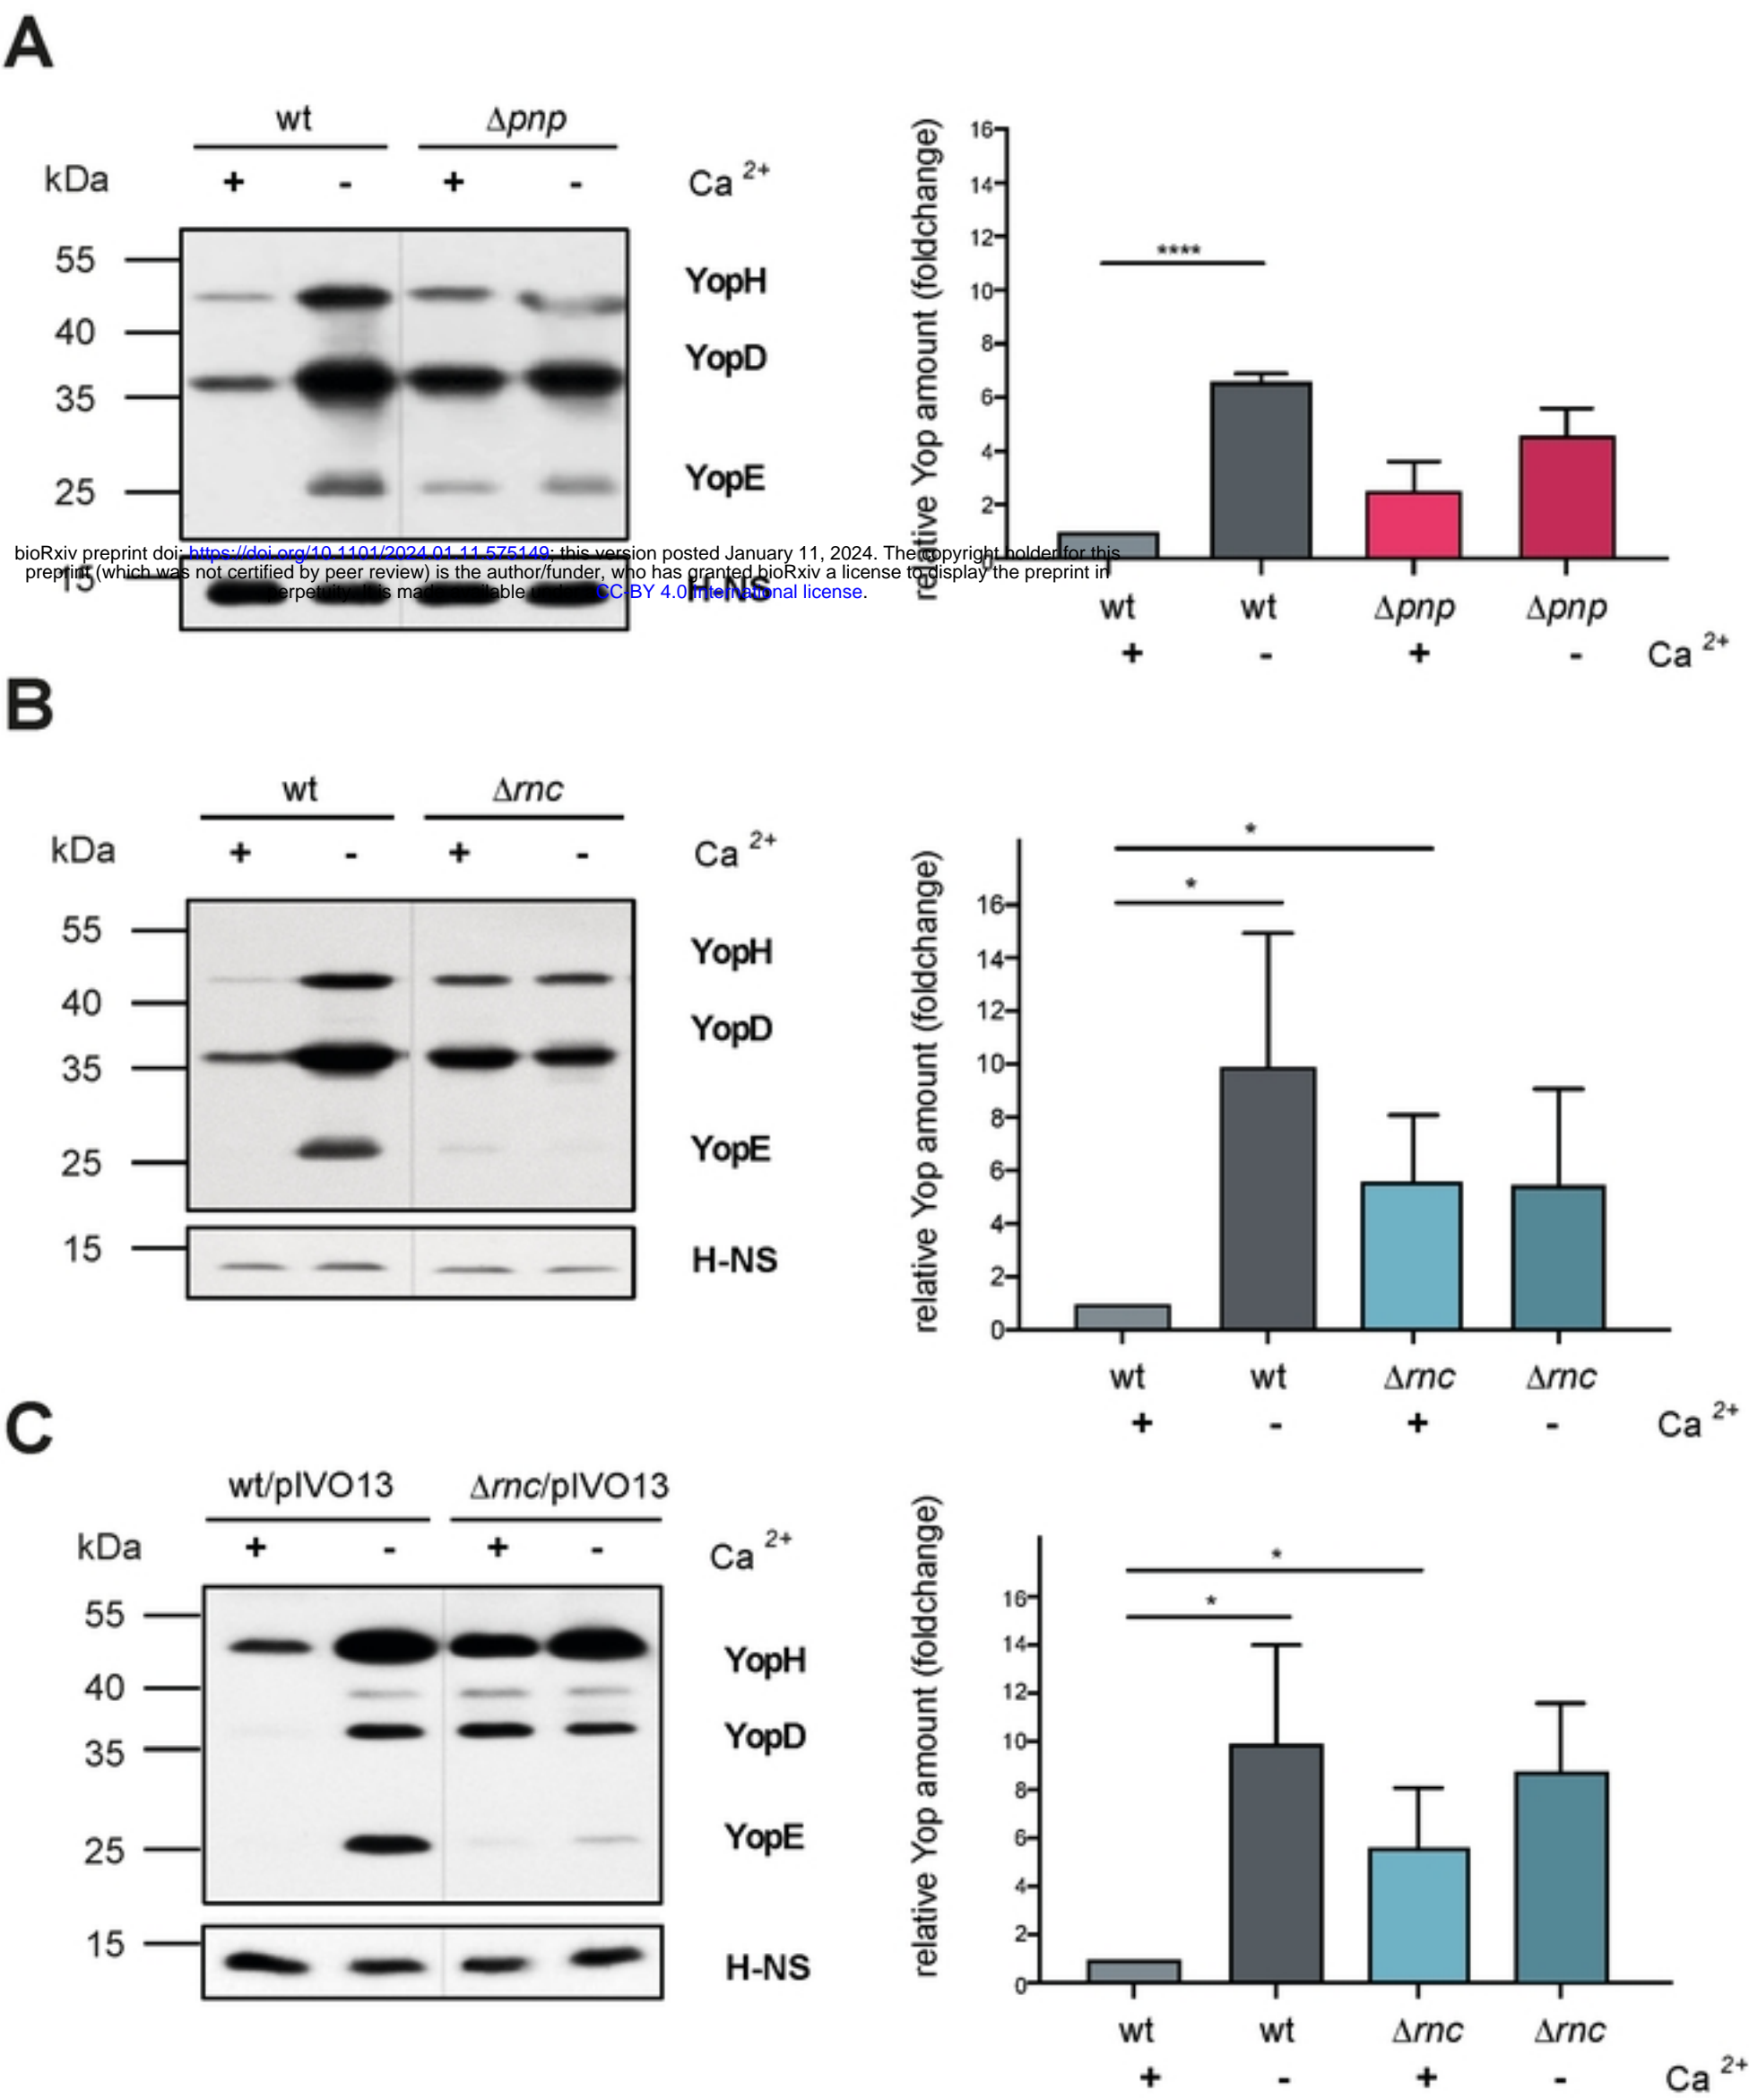 A
wt Δpnp
kDa + - + - Ca 2+
55
40
35
25
15
YopH
YopD
YopE
H-NS
relative Yop amount (foldchange)
16
14
12
10
8
6
4
2
0
****
wt wt Δpnp Δpnp
+ - + - Ca 2+
bioRxiv preprint doi: https://doi.org/10.1101/2024.01.11.575149; this version posted January 11, 2024. The copyright holder for this
preprint (which was not certified by peer review) is the author/funder, who has granted bioRxiv a license to display the preprint in
perpetuity. It is made available under CC-BY 4.0 International license.
B
wt Δrnc
kDa + - + - Ca 2+
55
40
35
25
15
YopH
YopD
YopE
H-NS
relative Yop amount (foldchange)
16
14
12
10
8
6
4
2
0
*
*
wt wt Δrnc Δrnc
+ - + - Ca 2+
C
wt/pIVO13 Δrnc/pIVO13
kDa + - + - Ca 2+
55
40
35
25
15
YopH
YopD
YopE
H-NS
relative Yop amount (foldchange)
16
14
12
10
8
6
4
2
0
*
*
wt wt Δrnc Δrnc
+ - + - Ca 2+